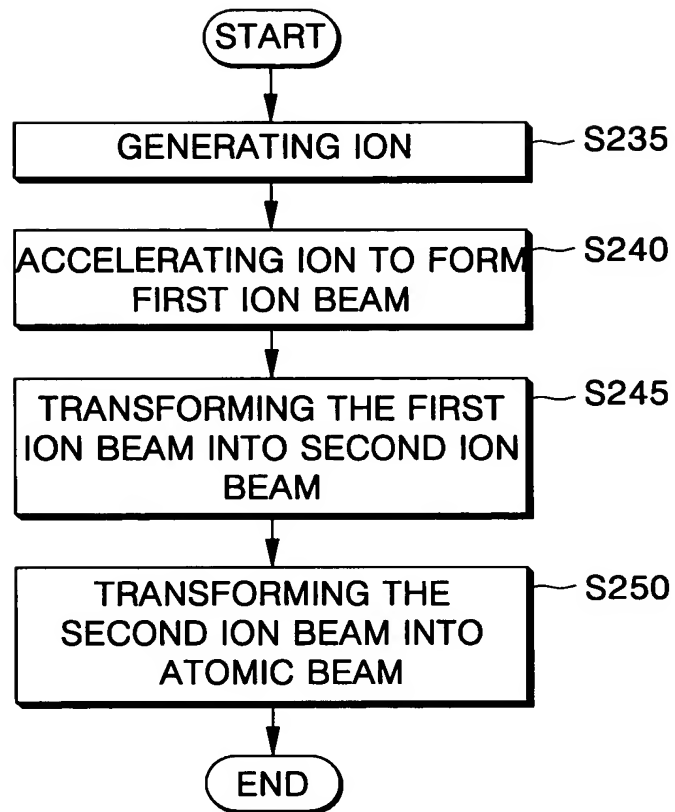 START
GENERATING ION
S235
ACCELERATING ION TO FORM
FIRST ION BEAM
S240
TRANSFORMING THE FIRST
ION BEAM INTO SECOND ION
BEAM
S245
TRANSFORMING THE
SECOND ION BEAM INTO
ATOMIC BEAM
S250
END